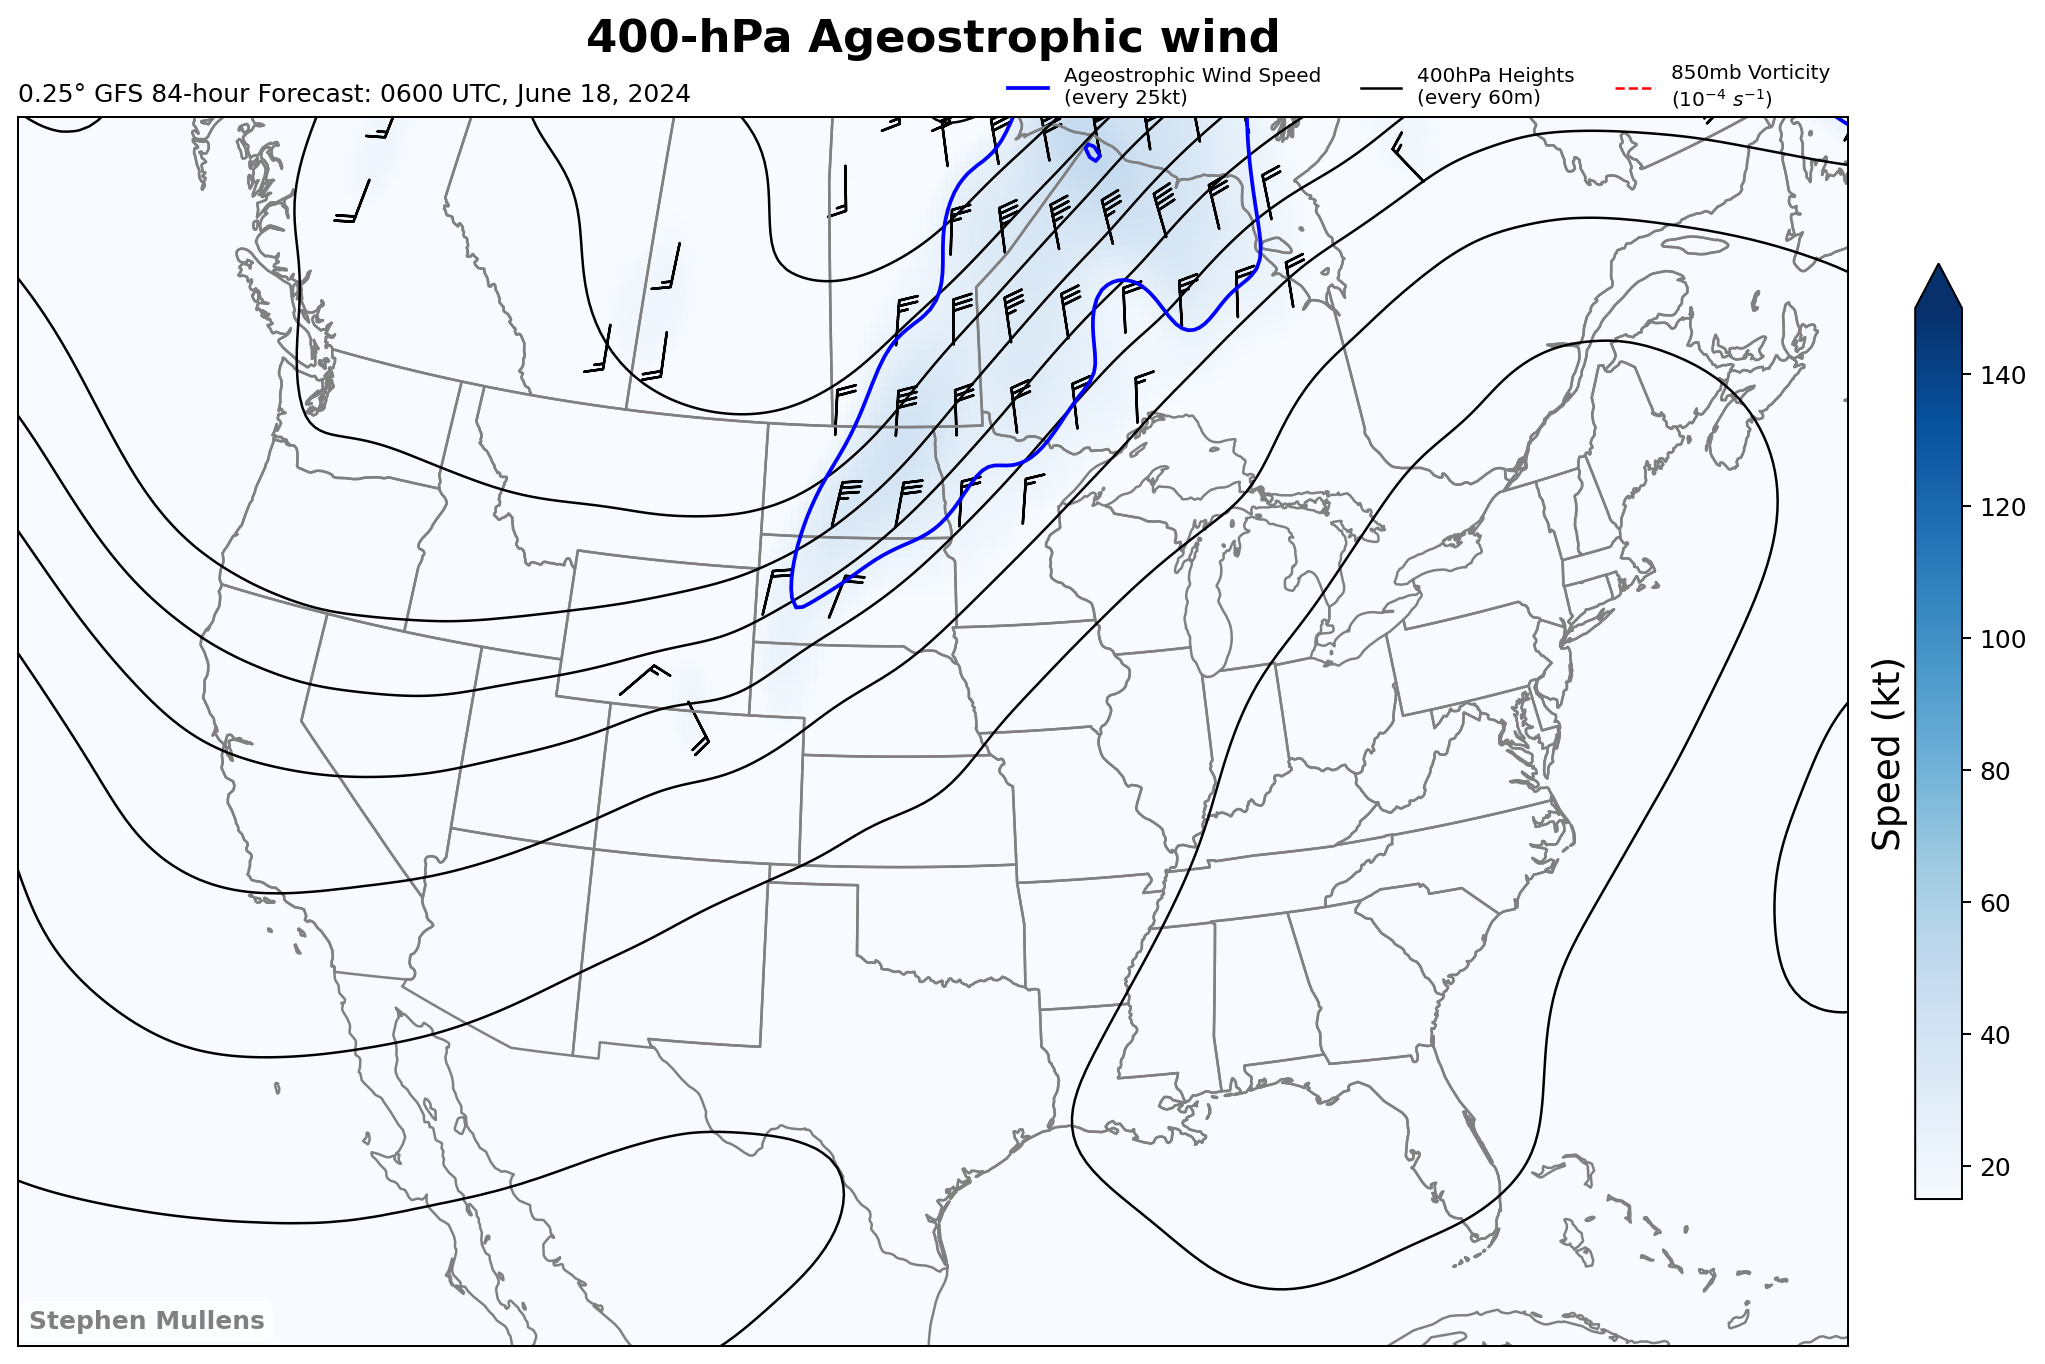 400-hPa Ageostrophic wind
0.25° GFS 84-hour Forecast: 0600 UTC, June 18, 2024
Ageostrophic Wind Speed
(every 25kt)
400hPa Heights
(every 60m)
850mb Vorticity
(10⁻⁴ s⁻¹)
140
120
100
80
60
40
20
Speed (kt)
Stephen Mullens